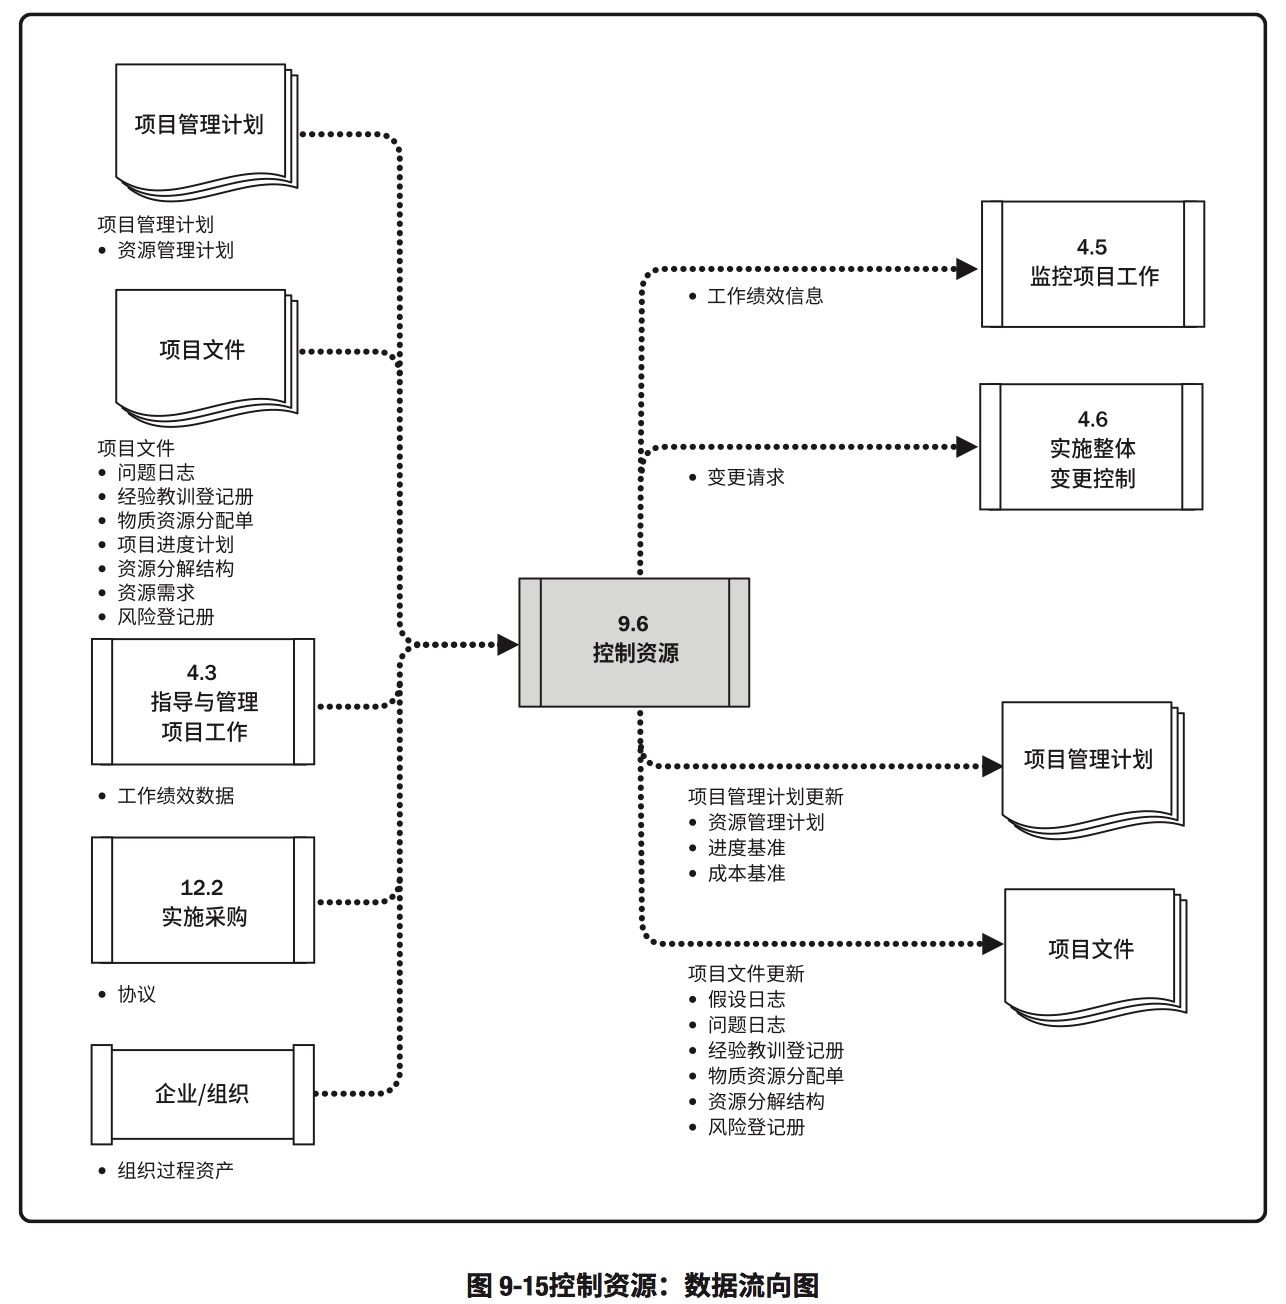 项目管理计划
项目管理计划
• 资源管理计划
项目文件
项目文件
• 问题日志
• 经验教训登记册
• 物质资源分配单
• 项目进度计划
• 资源分解结构
• 资源需求
• 风险登记册
4.3
指导与管理
项目工作
• 工作绩效数据
12.2
实施采购
• 协议
企业/组织
• 组织过程资产
9.6
控制资源
4.5
监控项目工作
• 工作绩效信息
4.6
实施整体
变更控制
• 变更请求
项目管理计划
项目管理计划更新
• 资源管理计划
• 进度基准
• 成本基准
项目文件
项目文件更新
• 假设日志
• 问题日志
• 经验教训登记册
• 物质资源分配单
• 资源分解结构
• 风险登记册
图 9-15控制资源：数据流向图